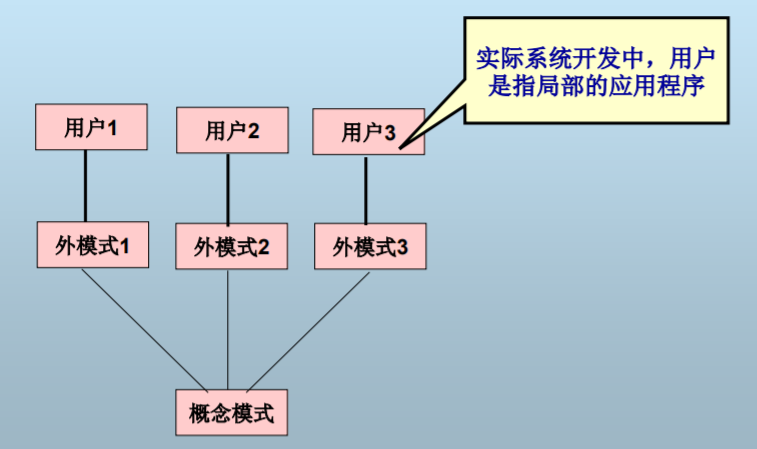 实际系统开发中，用户
是指局部的应用程序
用户1
用户2
用户3
外模式1
外模式2
外模式3
概念模式